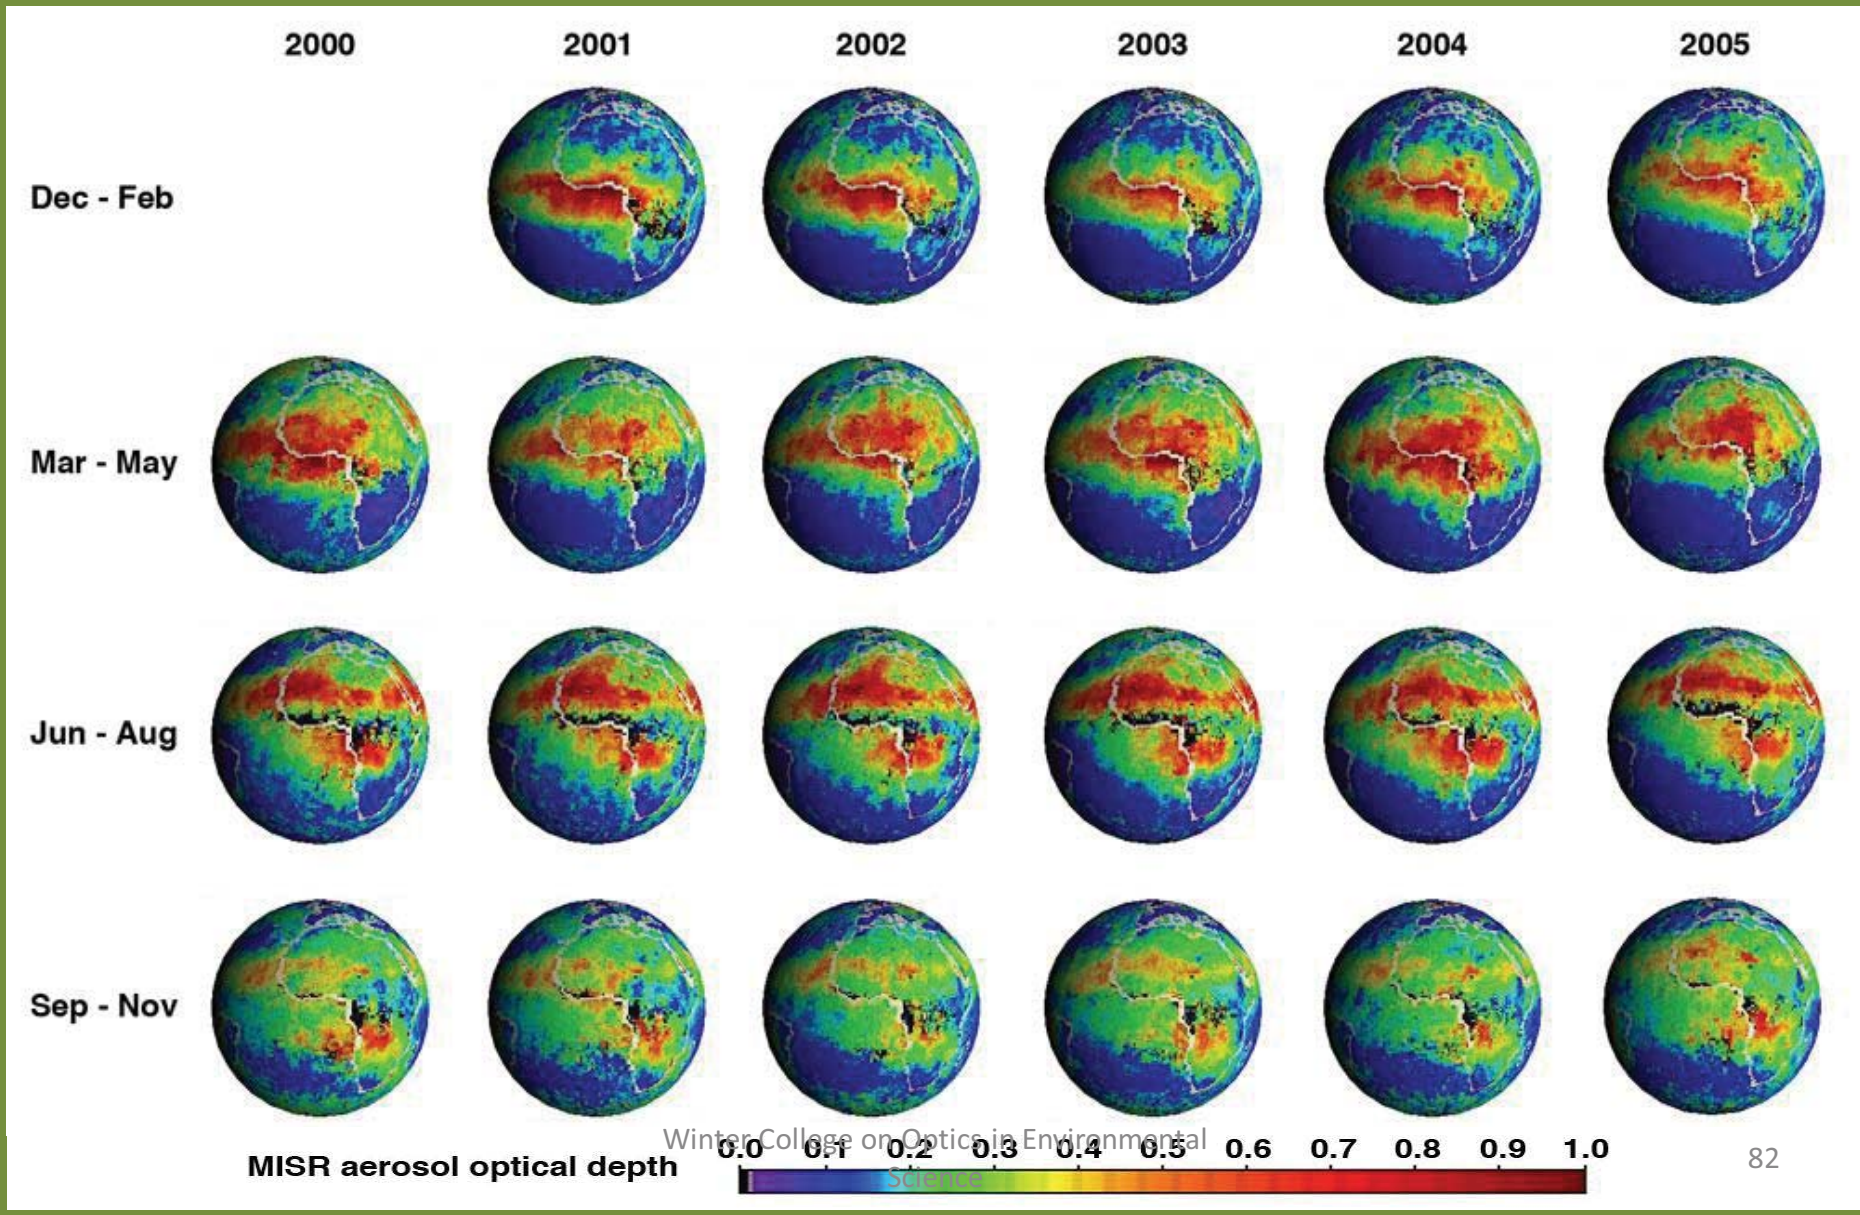 2000 2001 2002 2003 2004 2005
Dec - Feb
Mar - May
Jun - Aug
Sep - Nov
Winter College on Optics in Environmental
Science
0.0 0.1 0.2 0.3 0.4 0.5 0.6 0.7 0.8 0.9 1.0
MISR aerosol optical depth
82